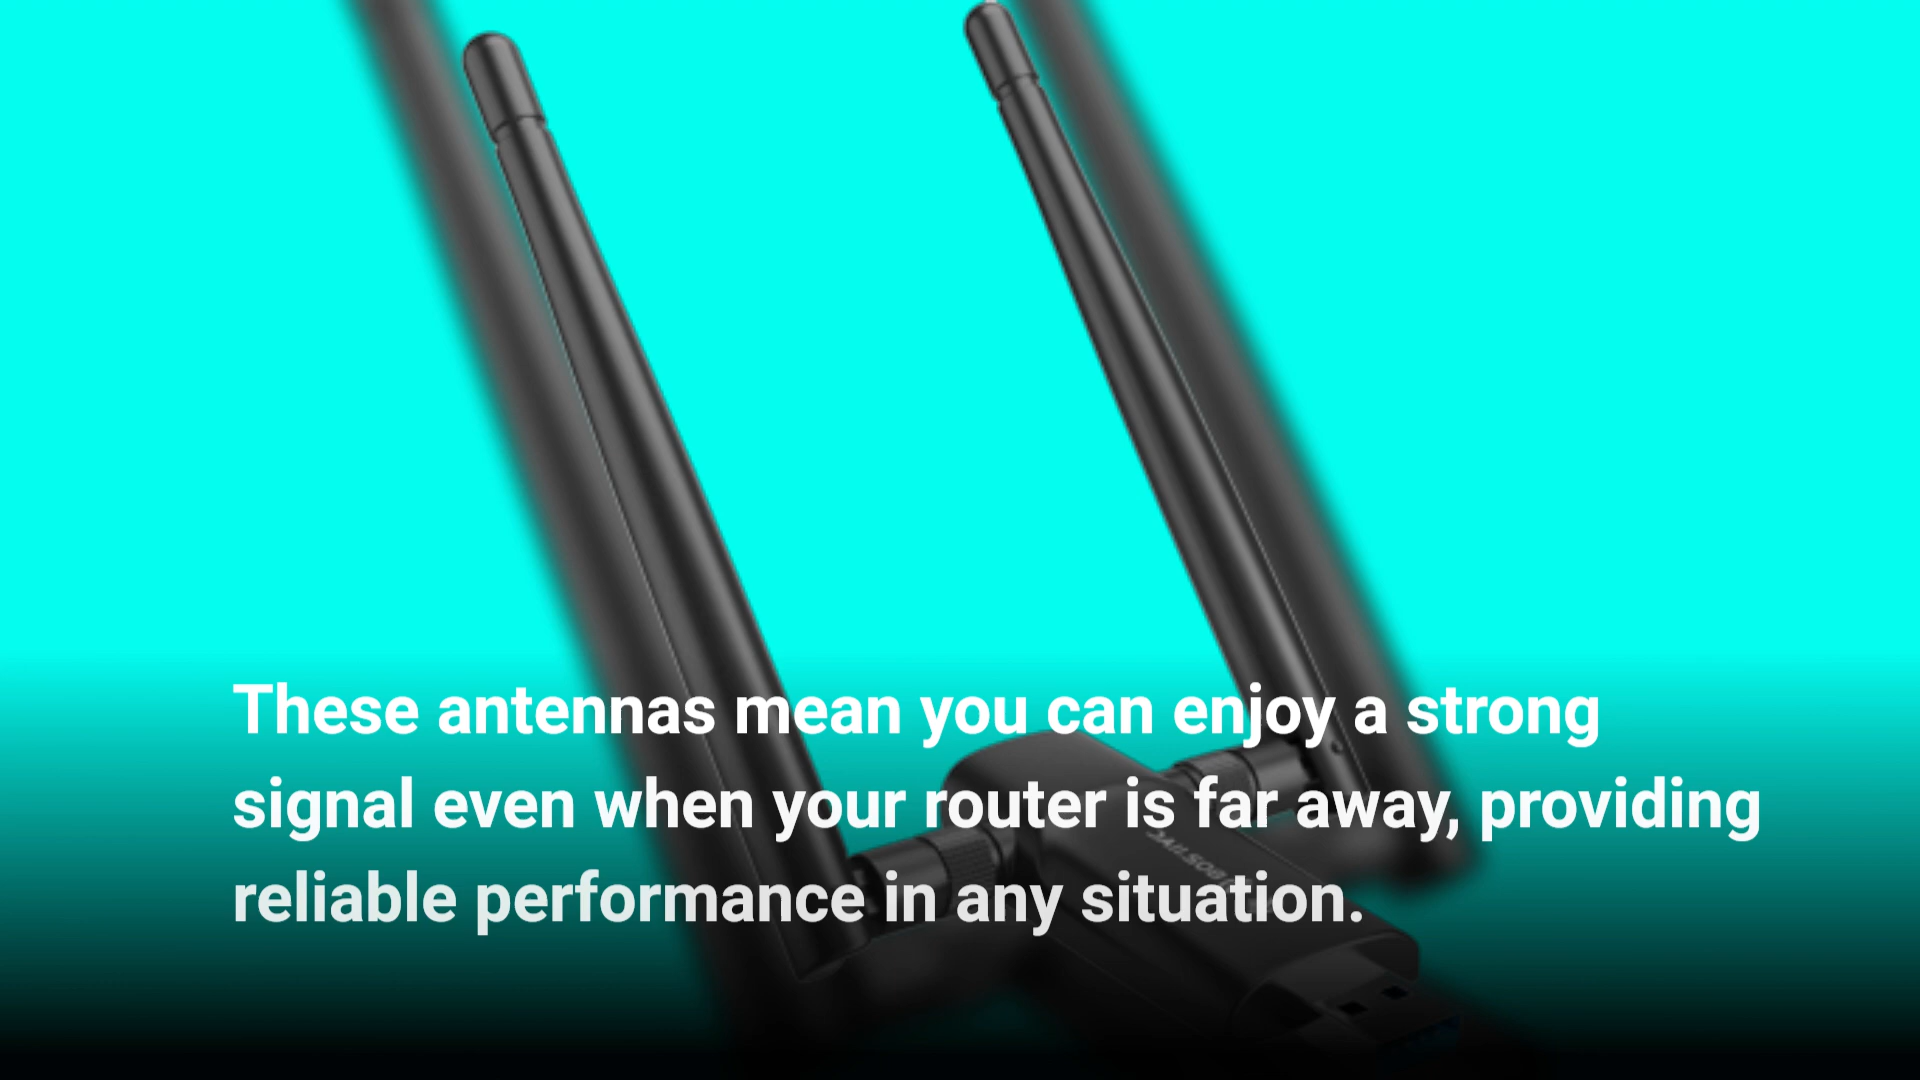 These antennas mean you can enjoy a strong
signal even when your router is far away, providing
reliable performance in any situation.